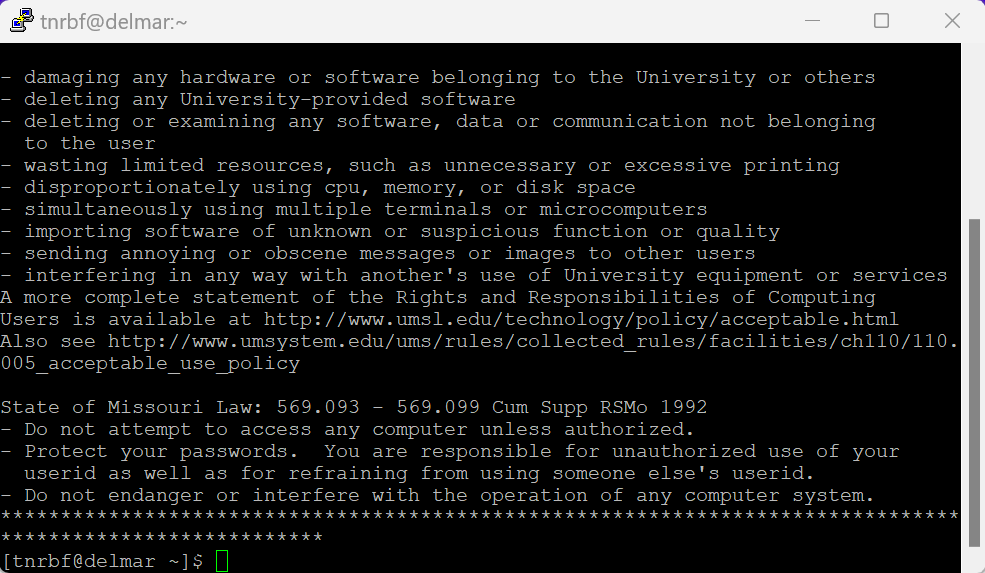 tnrbf@delmar:~
- damaging any hardware or software belonging to the University or others
- deleting any University-provided software
- deleting or examining any software, data or communication not belonging
  to the user
- wasting limited resources, such as unnecessary or excessive printing
- disproportionately using cpu, memory, or disk space
- simultaneously using multiple terminals or microcomputers
- importing software of unknown or suspicious function or quality
- sending annoying or obscene messages or images to other users
- interfering in any way with another's use of University equipment or services
A more complete statement of the Rights and Responsibilities of Computing
Users is available at http://www.umsl.edu/technology/policy/acceptable.html
Also see http://www.umsystem.edu/ums/rules/collected_rules/facilities/ch110/110.
005_acceptable_use_policy

State of Missouri Law: 569.093 - 569.099 Cum Supp RSMo 1992
- Do not attempt to access any computer unless authorized.
- Protect your passwords.  You are responsible for unauthorized use of your
  userid as well as for refraining from using someone else's userid.
- Do not endanger or interfere with the operation of any computer system.
********************************************************************************
***************************
[tnrbf@delmar ~]$